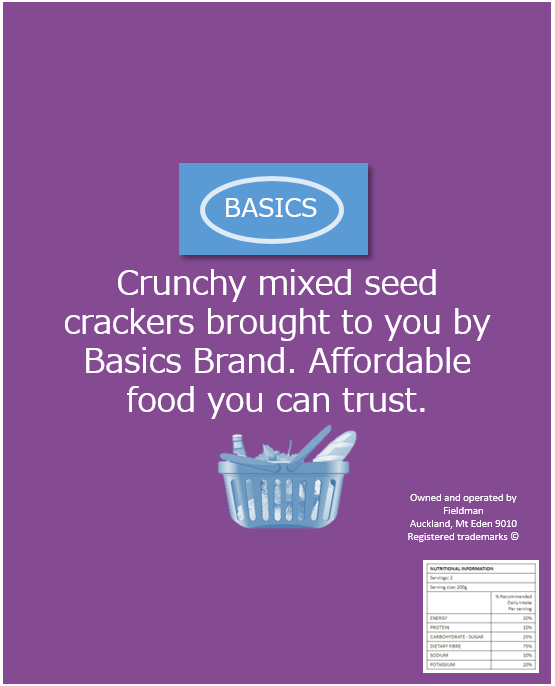 BASICS
Crunchy mixed seed
crackers brought to you by
Basics Brand. Affordable
food you can trust.
Owned and operated by
Fieldman
Auckland, Mt Eden 9010
Registered trademarks ©
NUTRITIONAL INFORMATION
Servings: 2
Serving size: 200g
% Recommended
Daily Intake
Per serving
ENERGY 20%
PROTEIN 10%
CARBOHYDRATE - SUGAR 25%
DIETARY FIBRE 75%
SODIUM 10%
POTASSIUM 20%